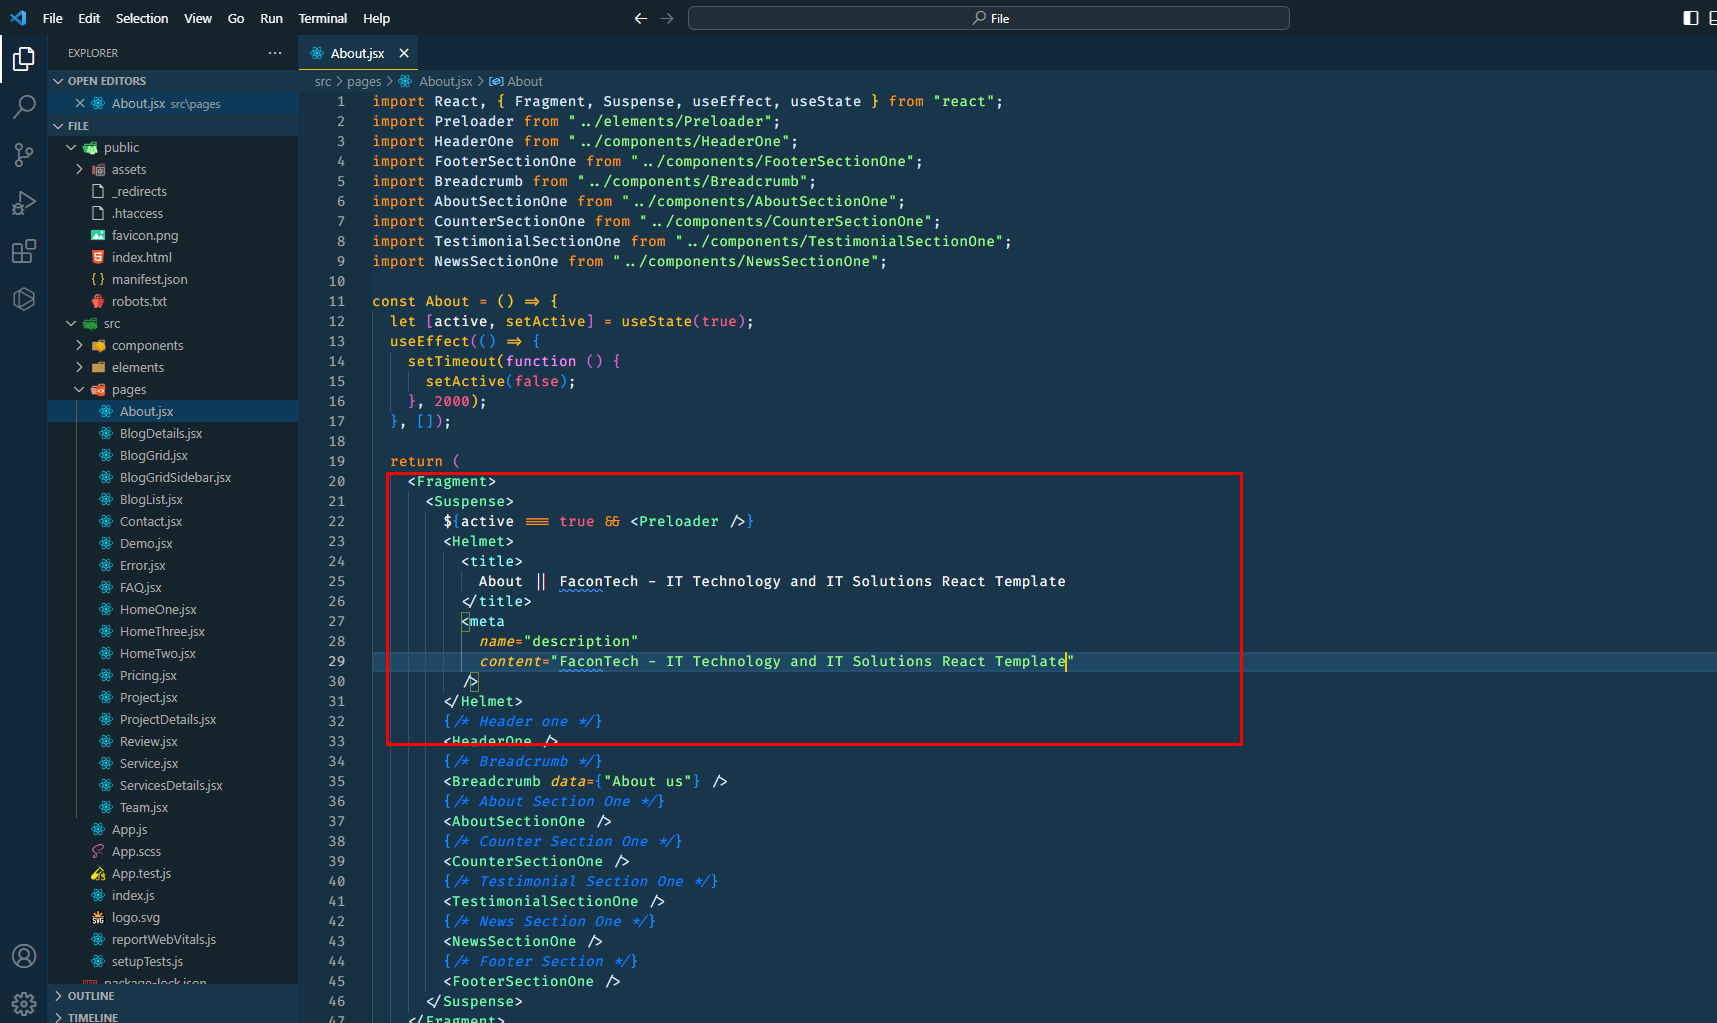 File Edit Selection View Go Run Terminal Help
File
EXPLORER
About.jsx
OPEN EDITORS
About.jsx src\pages
FILE
public
assets
_redirects
.htaccess
favicon.png
index.html
manifest.json
robots.txt
src
components
elements
pages
About.jsx
BlogDetails.jsx
BlogGrid.jsx
BlogGridSidebar.jsx
BlogList.jsx
Contact.jsx
Demo.jsx
Error.jsx
FAQ.jsx
HomeOne.jsx
HomeThree.jsx
HomeTwo.jsx
Pricing.jsx
Project.jsx
ProjectDetails.jsx
Review.jsx
Service.jsx
ServicesDetails.jsx
Team.jsx
App.js
App.scss
App.test.js
index.js
logo.svg
reportWebVitals.js
setupTests.js
package-lock.json
OUTLINE
TIMELINE
src > pages > About.jsx > About
1 import React, { Fragment, Suspense, useEffect, useState } from "react";
2 import Preloader from "../elements/Preloader";
3 import HeaderOne from "../components/HeaderOne";
4 import FooterSectionOne from "../components/FooterSectionOne";
5 import Breadcrumb from "../components/Breadcrumb";
6 import AboutSectionOne from "../components/AboutSectionOne";
7 import CounterSectionOne from "../components/CounterSectionOne";
8 import TestimonialSectionOne from "../components/TestimonialSectionOne";
9 import NewsSectionOne from "../components/NewsSectionOne";
10
11 const About = () => {
12 let [active, setActive] = useState(true);
13 useEffect(() => {
14 setTimeout(function () {
15 setActive(false);
16 }, 2000);
17 }, []);
18
19 return (
20 <Fragment>
21 <Suspense>
22 ${active === true && <Preloader />}
23 <Helmet>
24 <title>
25 About || FaconTech - IT Technology and IT Solutions React Template
26 </title>
27 <meta
28 name="description"
29 content="FaconTech - IT Technology and IT Solutions React Template"
30 />
31 </Helmet>
32 {/* Header one */}
33 <HeaderOne />
34 {/* Breadcrumb */}
35 <Breadcrumb data={"About us"} />
36 {/* About Section One */}
37 <AboutSectionOne />
38 {/* Counter Section One */}
39 <CounterSectionOne />
40 {/* Testimonial Section One */}
41 <TestimonialSectionOne />
42 {/* News Section One */}
43 <NewsSectionOne />
44 {/* Footer Section */}
45 <FooterSectionOne />
46 </Suspense>
47 </Fragment>